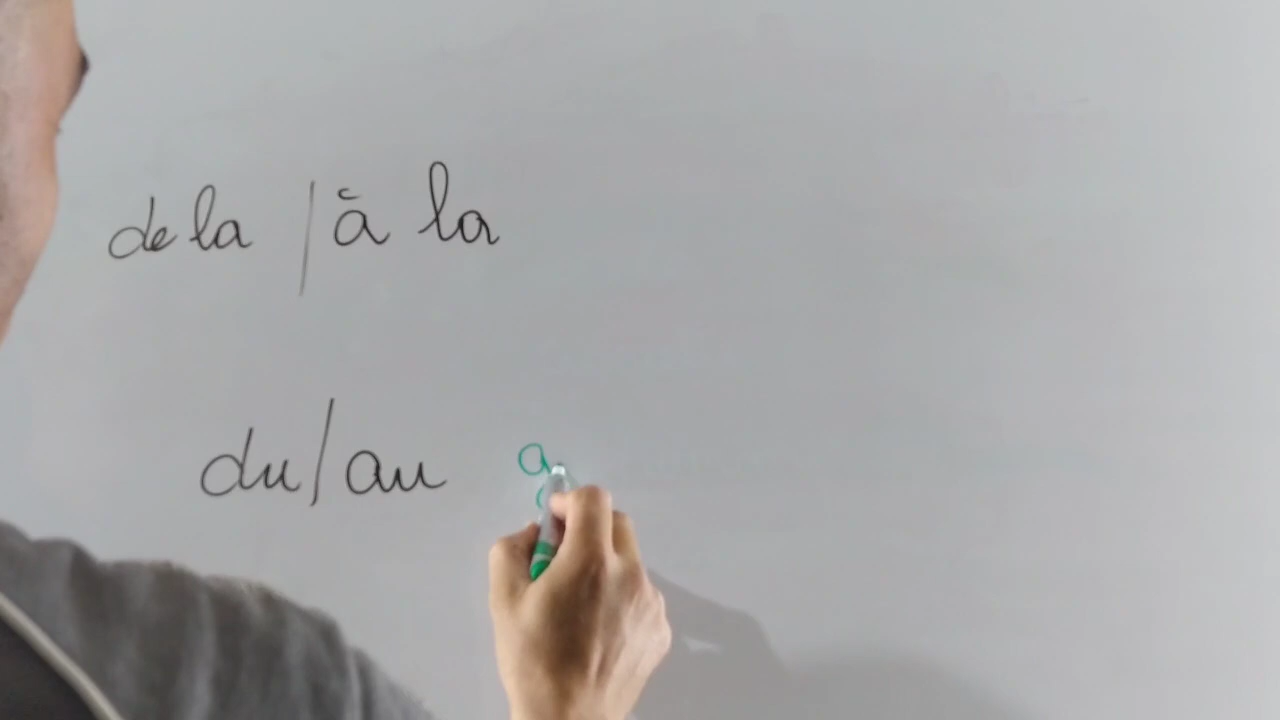 de la / à la
du / au a